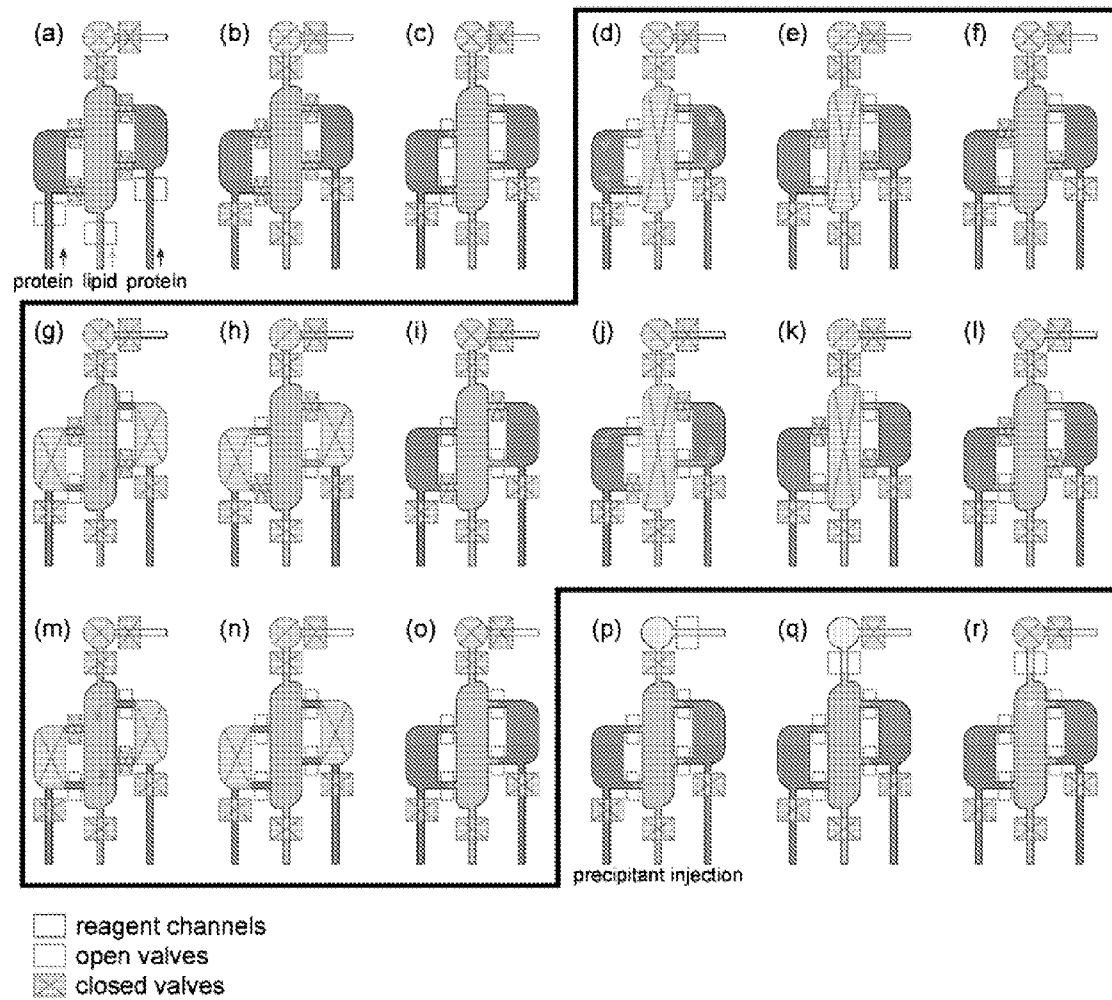 (a) (b) (c) (d) (e) (f)
protein lipid protein
(g) (h) (i) (j) (k) (l)
(m) (n) (o) (p) (q) (r)
precipitant injection
reagent channels
open valves
closed valves